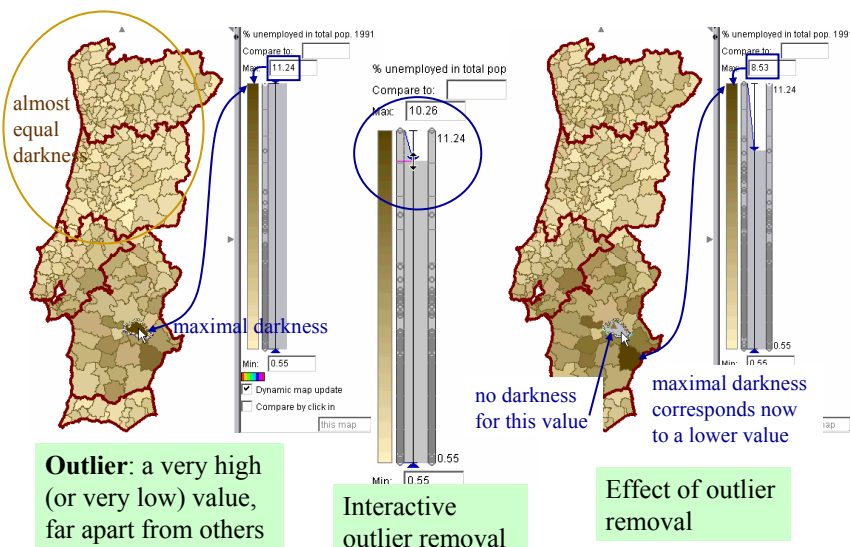 % unemployed in total pop. 1991
Compare to:
Max: 11.24
almost
equal
darkness
maximal darkness
Min: 0.55
Dynamic map update
Compare by click in
this map
Outlier: a very high
(or very low) value,
far apart from others
% unemployed in total pop
Compare to:
Max: 10.26
11.24
0.55
Min: 0.55
Interactive
outlier removal
% unemployed in total pop. 199
Compare to:
Max: 8.53
11.24
0.55
Min: 0.55
no darkness
for this value
maximal darkness
corresponds now
to a lower value
ap
Effect of outlier
removal